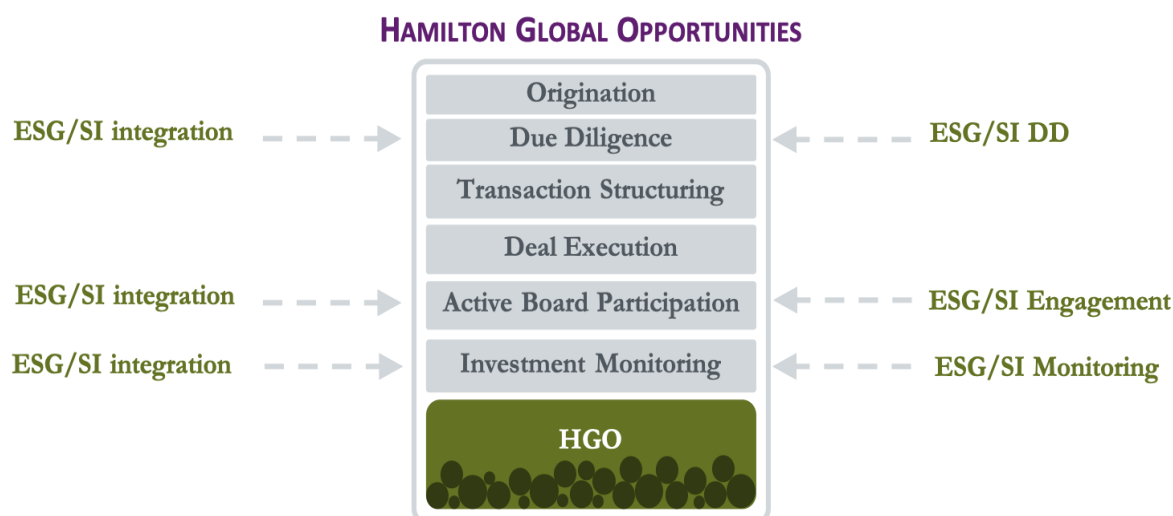 HAMILTON GLOBAL OPPORTUNITIES
Origination
ESG/SI integration
Due Diligence
ESG/SI DD
Transaction Structuring
Deal Execution
ESG/SI integration
Active Board Participation
ESG/SI Engagement
ESG/SI integration
Investment Monitoring
ESG/SI Monitoring
HGO